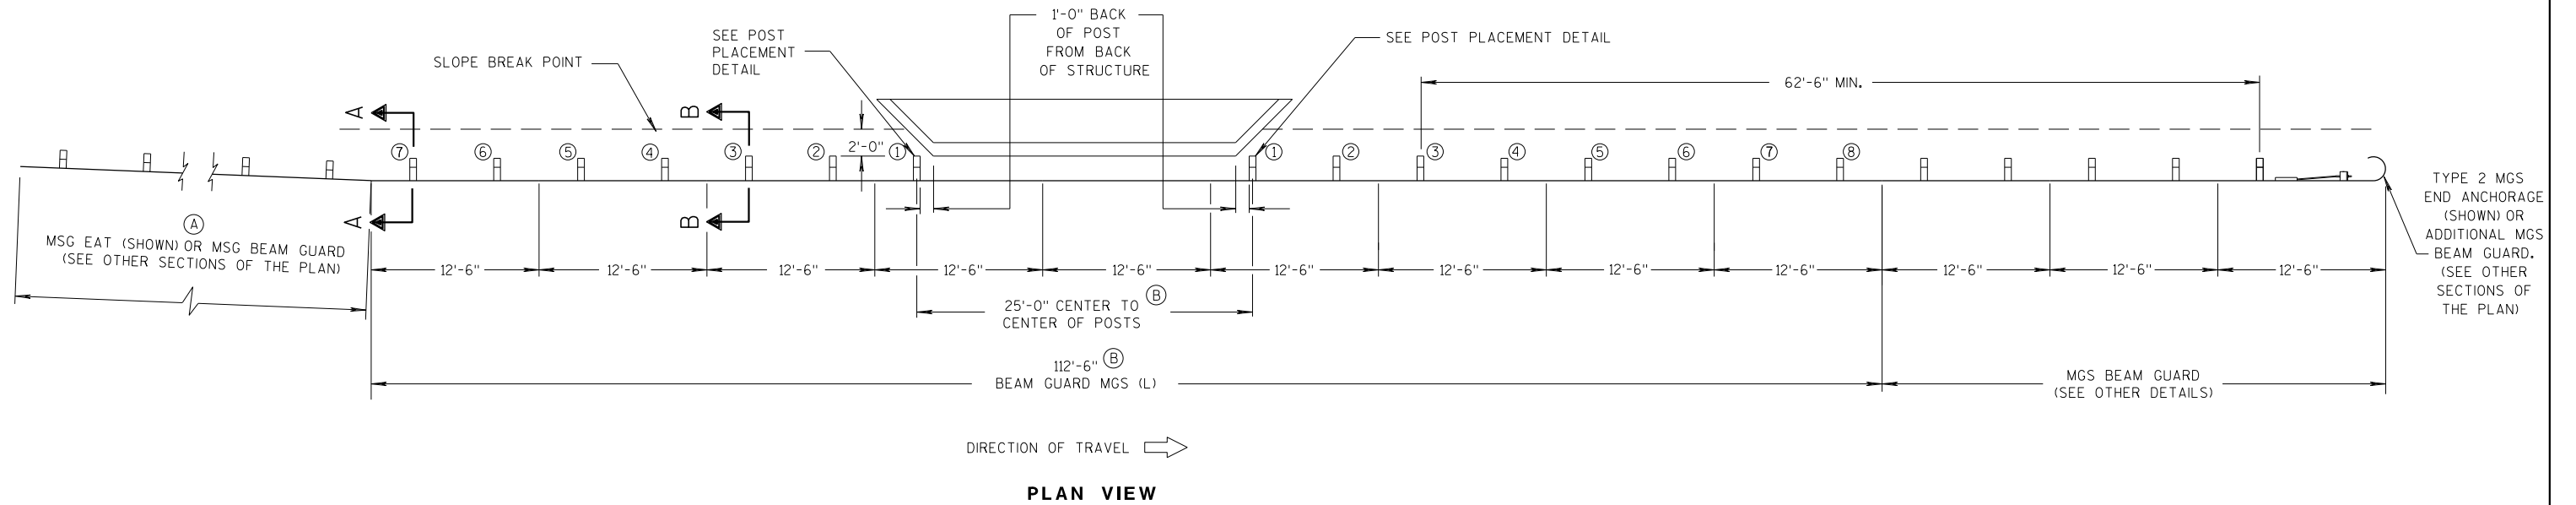 1'-0" BACK
OF POST
FROM BACK
OF STRUCTURE
SEE POST
PLACEMENT
DETAIL
SEE POST PLACEMENT DETAIL
SLOPE BREAK POINT
62'-6" MIN.
A
B
2'-0"
7
6
5
4
3
2
1
1
2
3
4
5
6
7
8
A
B
A
MSG EAT (SHOWN) OR MSG BEAM GUARD
(SEE OTHER SECTIONS OF THE PLAN)
TYPE 2 MGS
END ANCHORAGE
(SHOWN) OR
ADDITIONAL MGS
BEAM GUARD.
(SEE OTHER
SECTIONS OF
THE PLAN)
12'-6"
12'-6"
12'-6"
12'-6"
12'-6"
12'-6"
12'-6"
12'-6"
12'-6"
12'-6"
12'-6"
12'-6"
25'-0" CENTER TO B
CENTER OF POSTS
112'-6" B
BEAM GUARD MGS (L)
MGS BEAM GUARD
(SEE OTHER DETAILS)
DIRECTION OF TRAVEL
PLAN VIEW